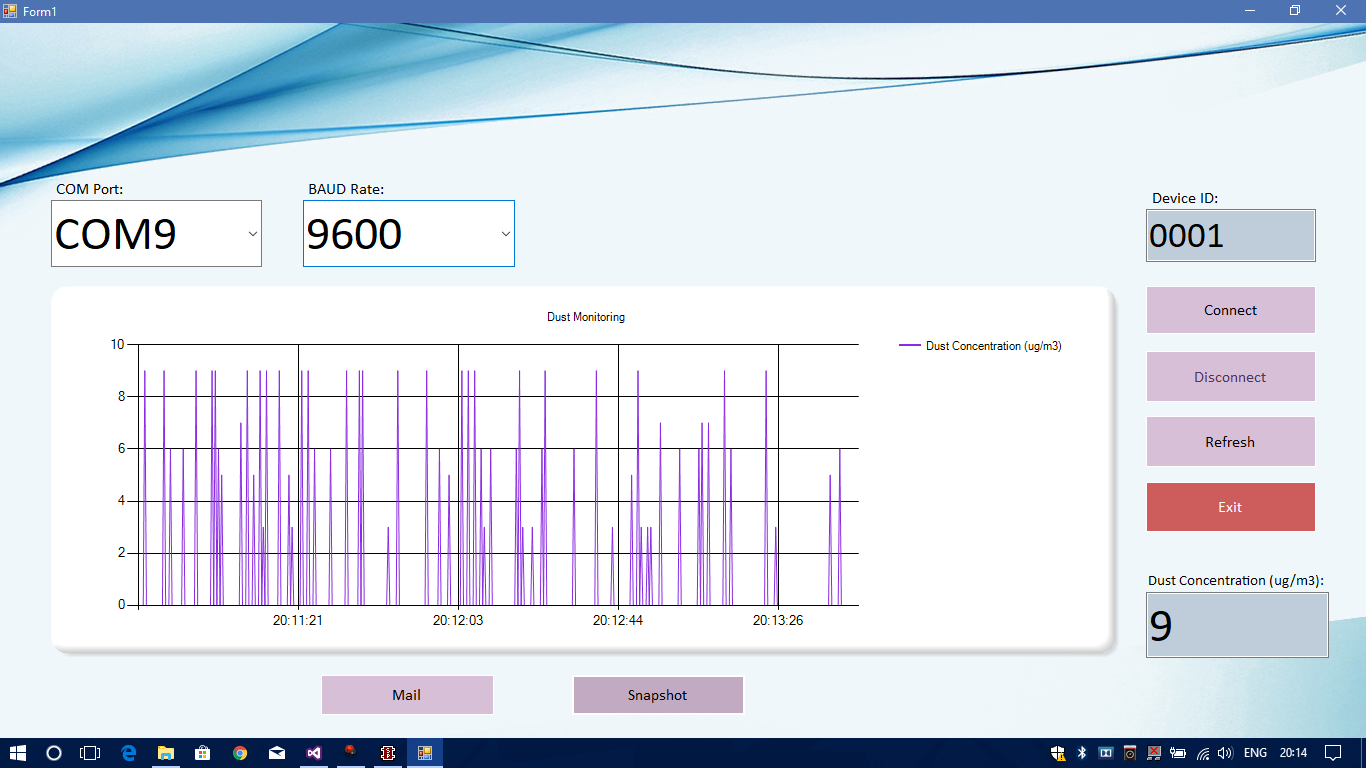 Form1
COM Port:
BAUD Rate:
Device ID:
COM9
9600
0001
Dust Monitoring
Dust Concentration (ug/m3)
10
8
6
4
2
0
20:11:21
20:12:03
20:12:44
20:13:26
Connect
Disconnect
Refresh
Exit
Dust Concentration (ug/m3):
9
Mail
Snapshot
ENG
20:14